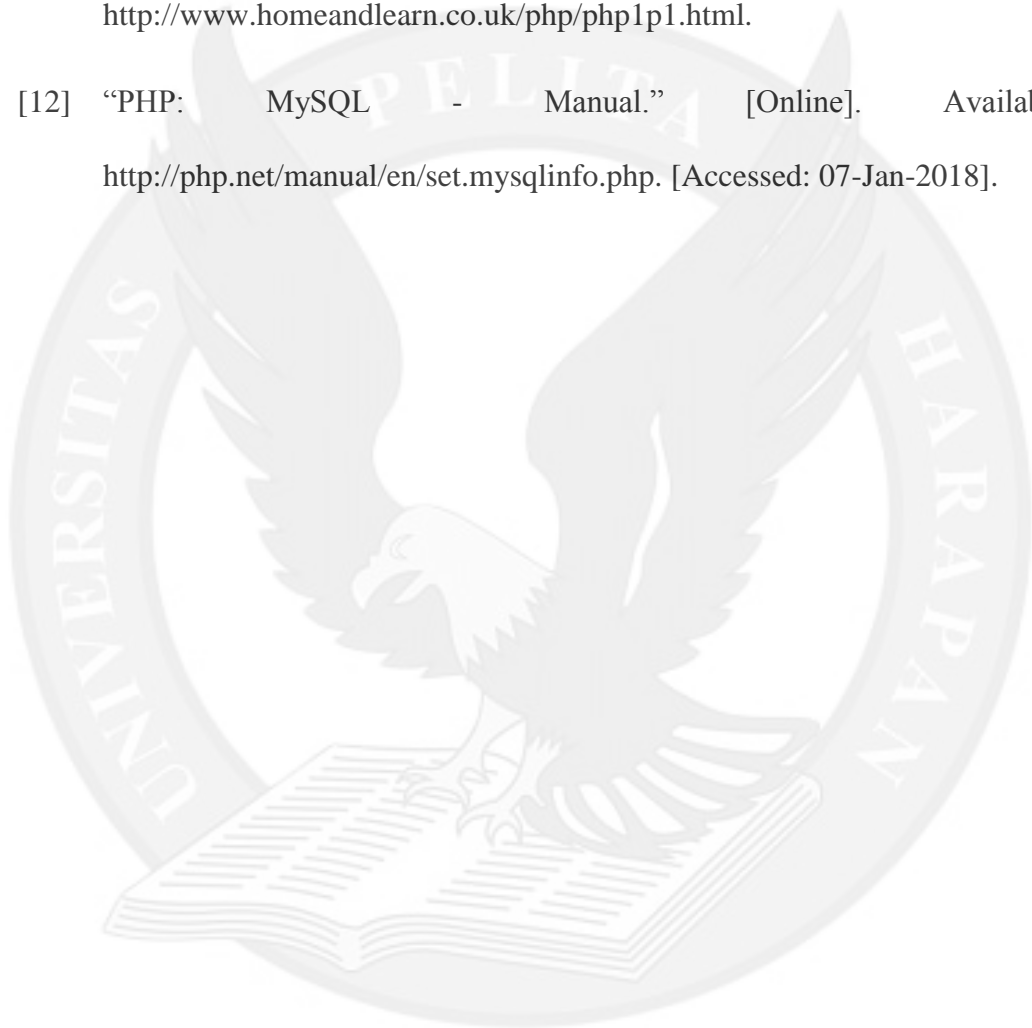 http://www.homeandlearn.co.uk/php/php1p1.html.
[12] “PHP: MySQL - Manual.” [Online].
http://php.net/manual/en/set.mysqlinfo.php. [Accessed: 07-Jan-2018].
UNIVERSITAS PELITA HARAPAN